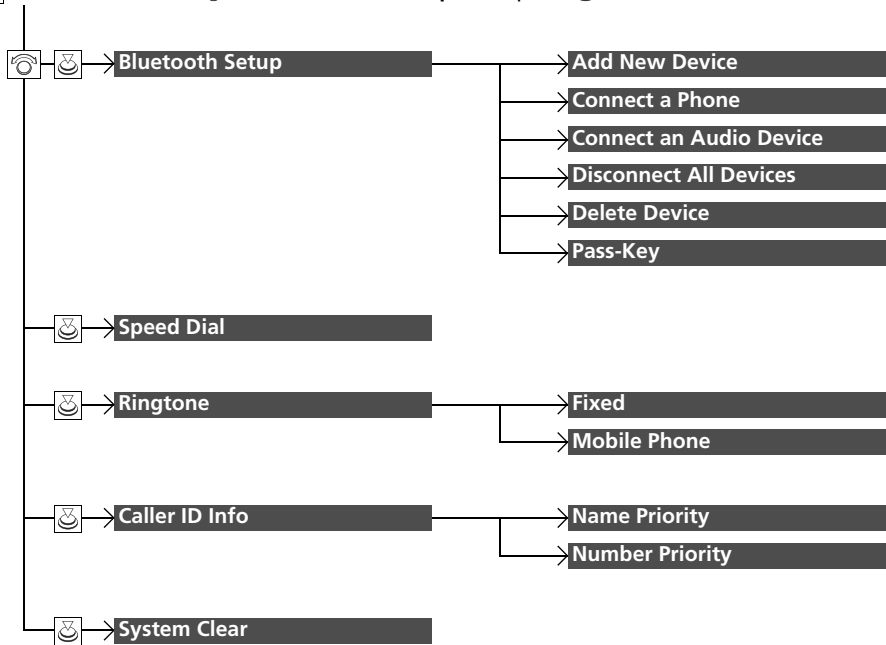 Bluetooth Setup
Add New Device
Connect a Phone
Connect an Audio Device
Disconnect All Devices
Delete Device
Pass-Key
Speed Dial
Ringtone
Fixed
Mobile Phone
Caller ID Info
Name Priority
Number Priority
System Clear